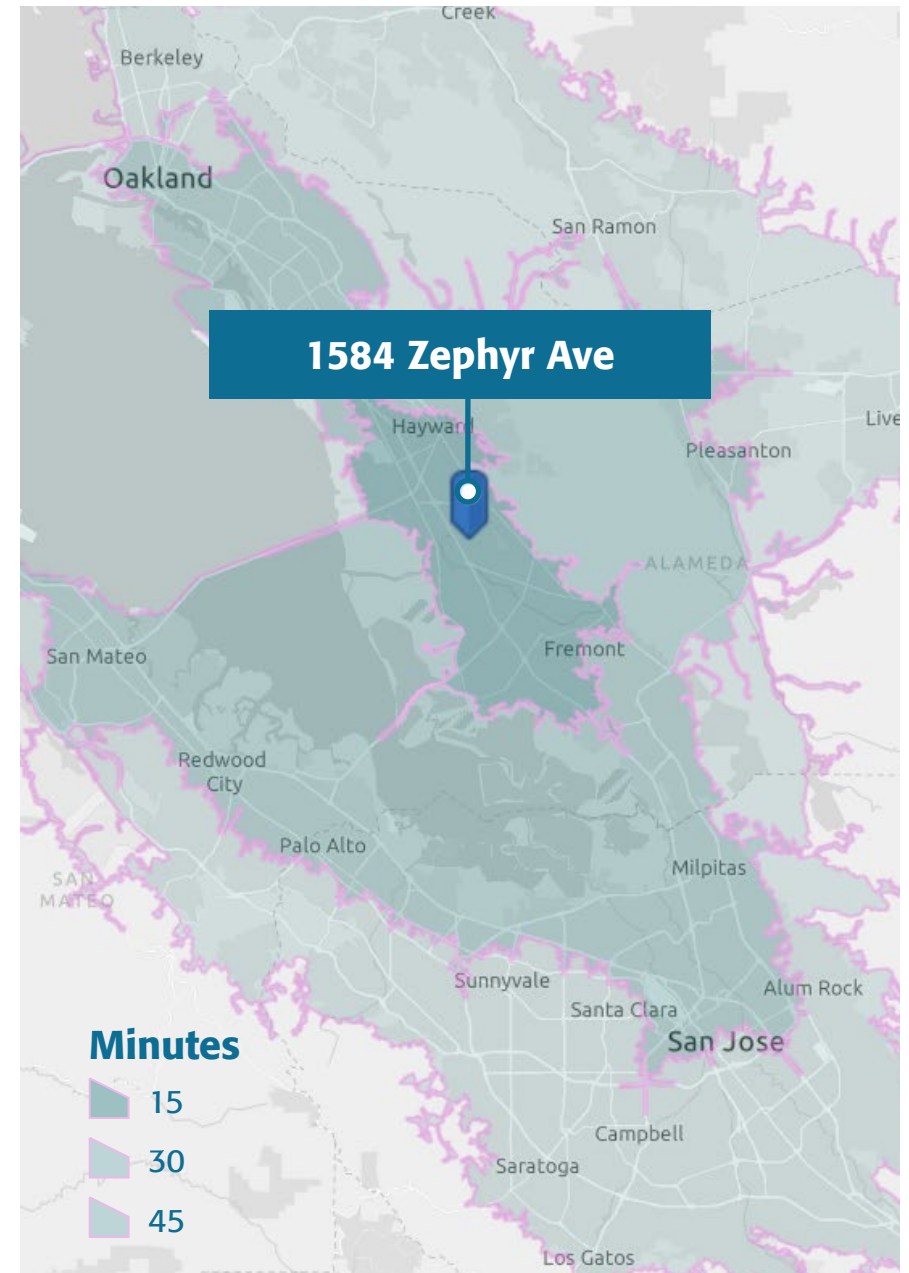 Creek
Berkeley
Oakland
San Ramon
1584 Zephyr Ave
Hayward
Live
Pleasanton
ALAMEDA
Fremont
San Mateo
Redwood
City
Palo Alto
Milpitas
SAN
MATEO
Sunnyvale
Alum Rock
Santa Clara
San Jose
Minutes
15
30
45
Campbell
Saratoga
Los Gatos